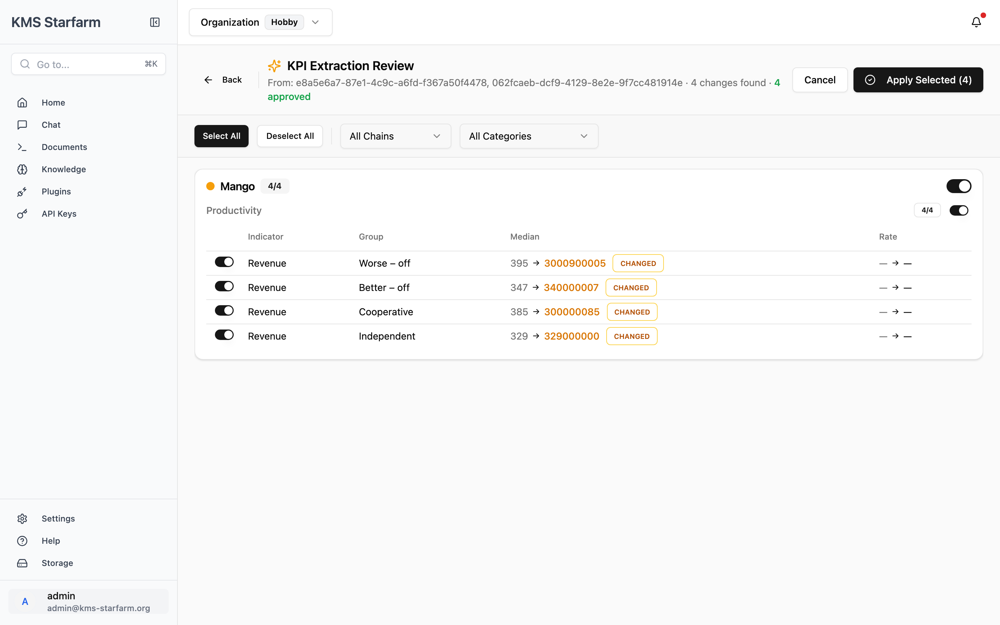 KMS Starfarm
Go to...
⌘K
Home
Chat
Documents
Knowledge
Plugins
API Keys
Settings
Help
Storage
A
admin
admin@kms-starfarm.org
Organization Hobby
Back
KPI Extraction Review
From: e8a5e6a7-87e1-4c9c-a6fd-f367a50f4478, 062fcaeb-dcf9-4129-8e2e-9f7cc481914e · 4 changes found · 4
approved
Cancel
Apply Selected (4)
Select All
Deselect All
All Chains
All Categories
Mango 4/4
Productivity
4/4
Indicator Group Median Rate
Revenue Worse – off 395 → 3000900005 CHANGED — → —
Revenue Better – off 347 → 340000007 CHANGED — → —
Revenue Cooperative 385 → 300000085 CHANGED — → —
Revenue Independent 329 → 329000000 CHANGED — → —